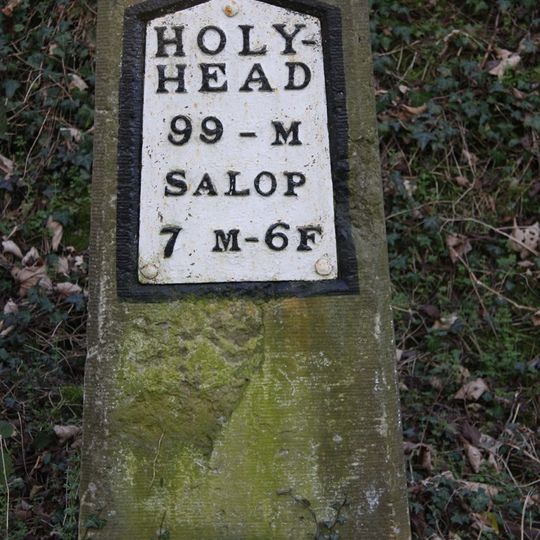 HOLY-
HEAD
99 - M
SALOP
7 M-6F